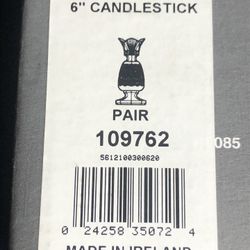 6" CANDLESTICK
PAIR
109762
085
5612100300620
0 24258 35072 4
MADE IN IRELAND